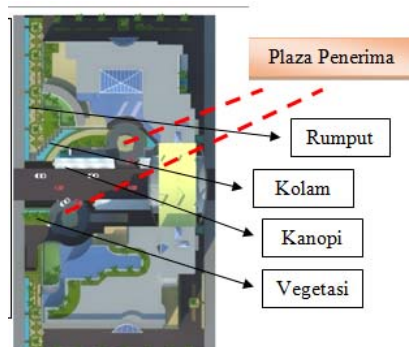 Plaza Penerima
Rumput
Kolam
Kanopi
Vegetasi